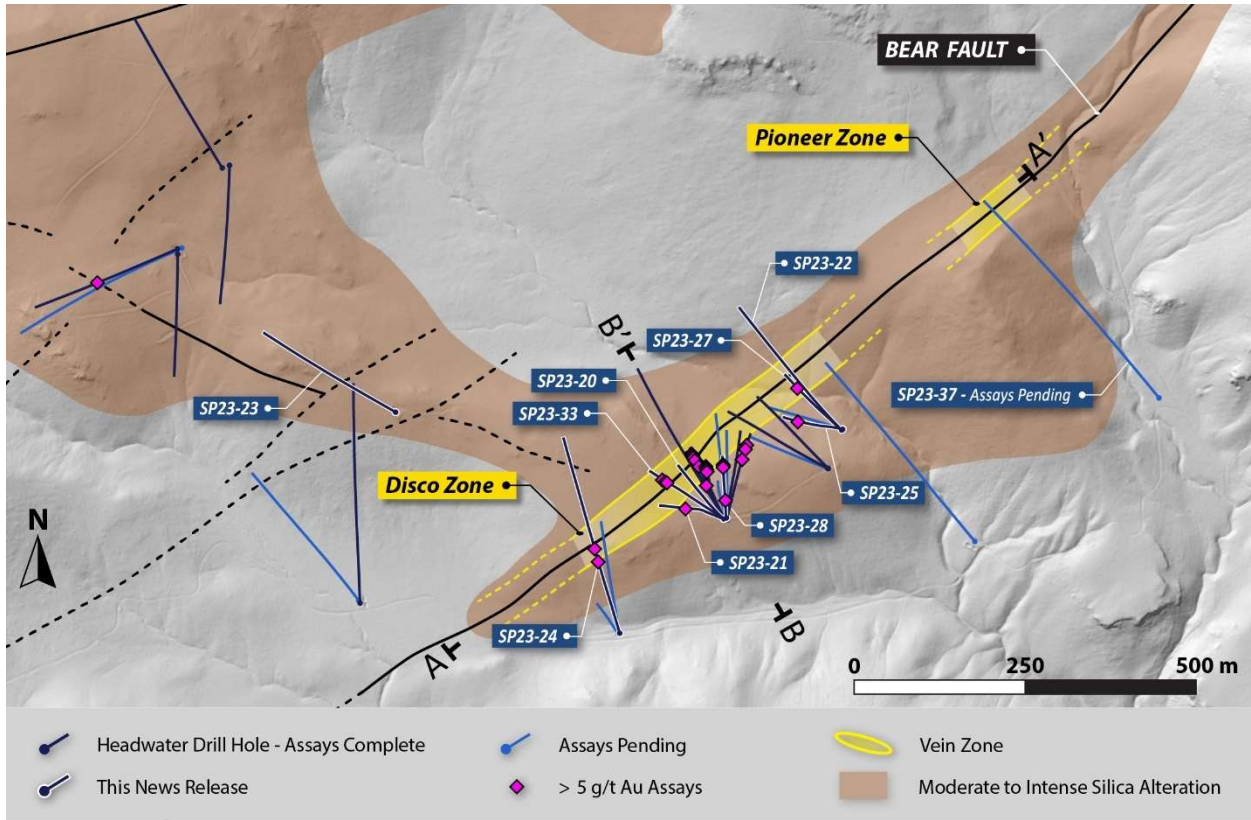 BEAR FAULT
Pioneer Zone
A'
SP23-22
B'
SP23-27
SP23-20
SP23-37 - Assays Pending
SP23-23
SP23-33
Disco Zone
SP23-25
N
SP23-28
SP23-21
B
SP23-24
A
0 250 500 m
Headwater Drill Hole - Assays Complete
Assays Pending
Vein Zone
This News Release
> 5 g/t Au Assays
Moderate to Intense Silica Alteration